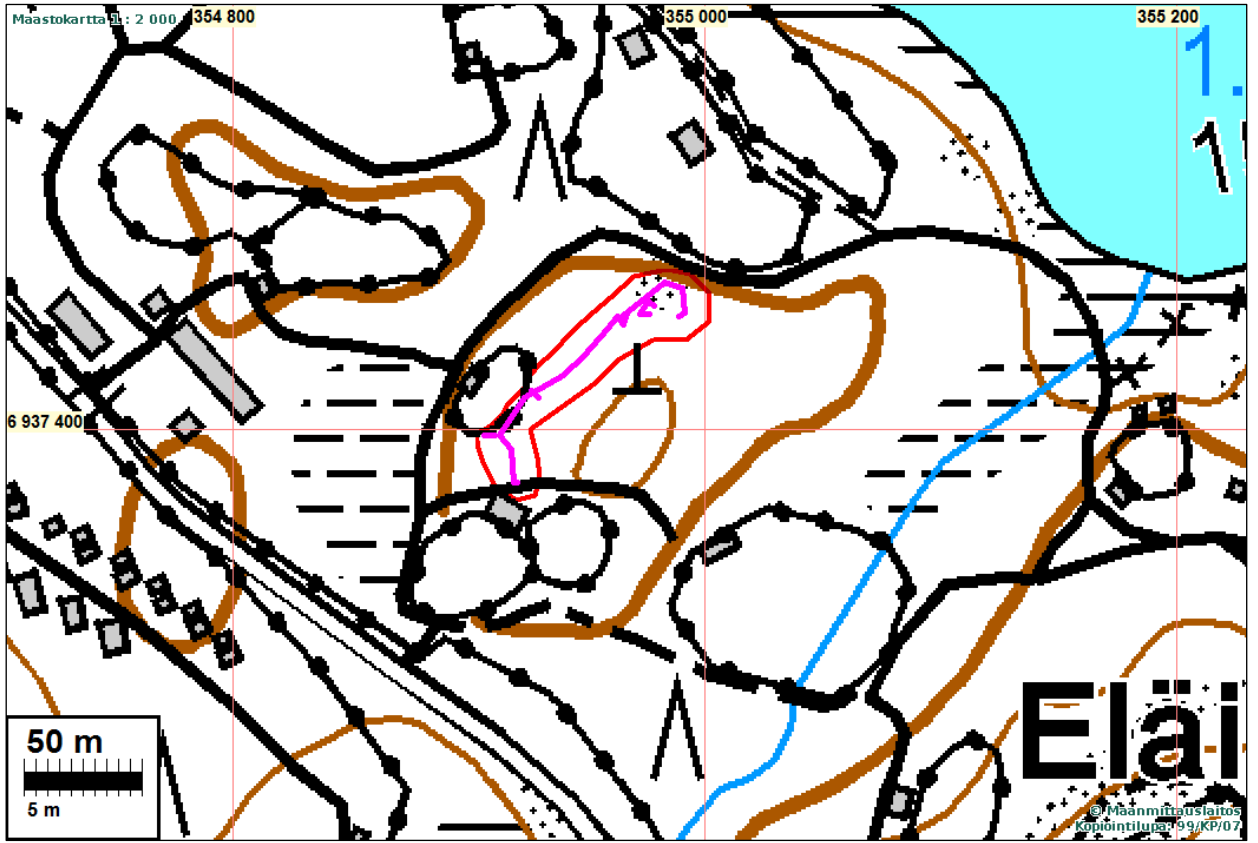 Maastokartta 1 : 2 000
354 800
355 000
355 200
1.
6 937 400
Eläi
50 m
5 m
© Maanmittauslaitos
Kopiointilupa: 99/KP/07